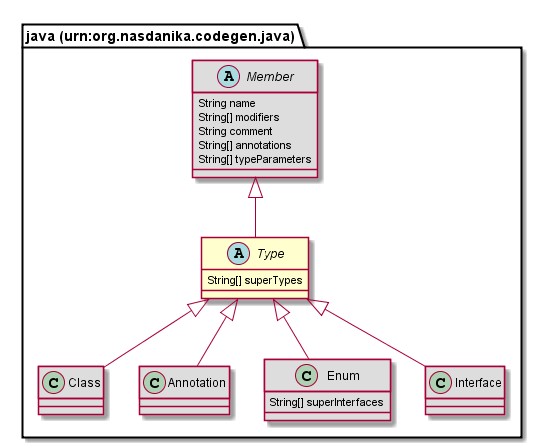 java (urn:org.nasdanika.codegen.java)
A Member
String name
String[] modifiers
String comment
String[] annotations
String[] typeParameters
A Type
String[] superTypes
C Class
C Annotation
C Enum
String[] superInterfaces
C Interface